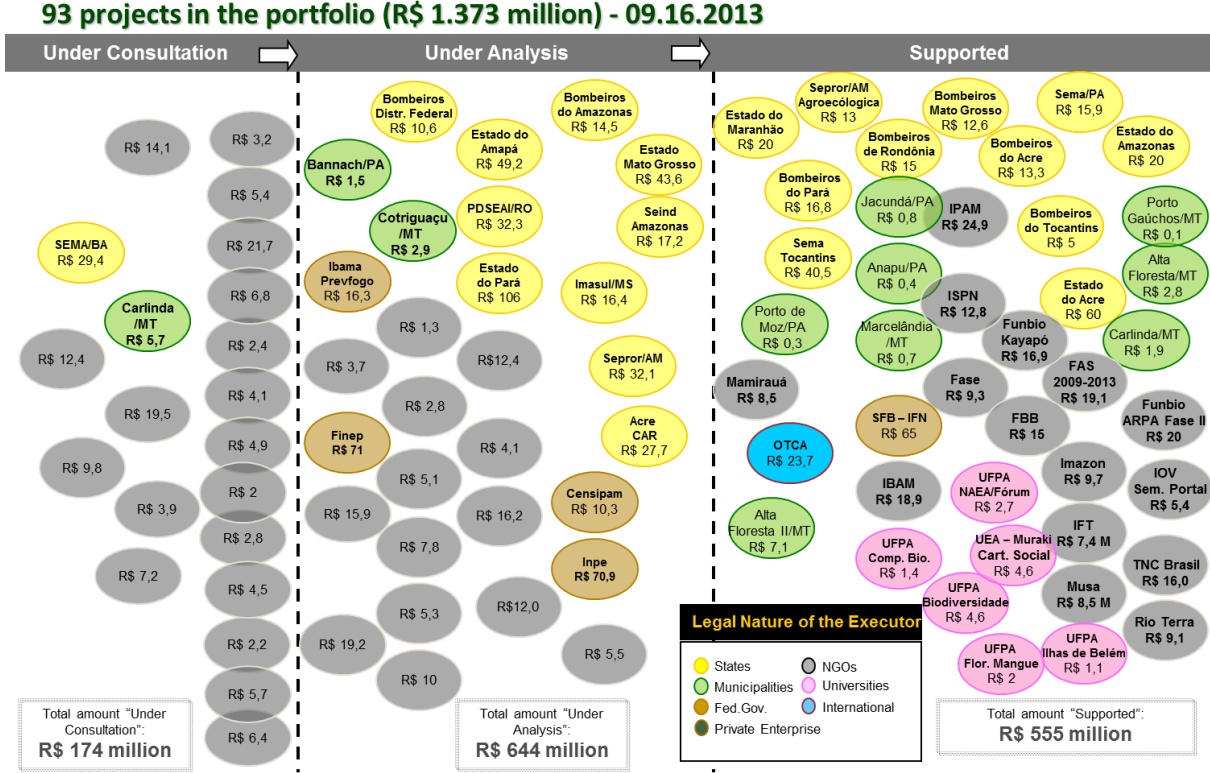 93 projects in the portfolio (R$ 1.373 million) - 09.16.2013
Under Consultation
Under Analysis
Supported
R$ 14,1
R$ 3,2
R$ 5,4
R$ 21,7
SEMA/BA
R$ 29,4
R$ 6,8
Carlinda
/MT
R$ 5,7
R$ 2,4
R$ 12,4
R$ 4,1
R$ 19,5
R$ 4,9
R$ 9,8
R$ 2
R$ 3,9
R$ 2,8
R$ 7,2
R$ 4,5
R$ 2,2
R$ 5,7
R$ 6,4
Total amount “Under
Consultation”:
R$ 174 million
Bombeiros
Distr. Federal
R$ 10,6
Bombeiros
do Amazonas
R$ 14,5
Estado do
Amapá
R$ 49,2
Estado
Mato Grosso
R$ 43,6
Bannach/PA
R$ 1,5
Cotriguaçu
/MT
R$ 2,9
PDSEAI/RO
R$ 32,3
Seind
Amazonas
R$ 17,2
Ibama
Prevfogo
R$ 16,3
Estado
do Pará
R$ 106
Imasul/MS
R$ 16,4
R$ 1,3
R$ 3,7
R$12,4
Sepror/AM
R$ 32,1
R$ 2,8
Finep
R$ 71
R$ 4,1
Acre
CAR
R$ 27,7
R$ 5,1
Censipam
R$ 10,3
R$ 15,9
R$ 16,2
R$ 7,8
Inpe
R$ 70,9
R$ 5,3
R$12,0
R$ 19,2
R$ 5,5
R$ 10
Total amount “Under
Analysis”:
R$ 644 million
Estado do
Maranhão
R$ 20
Sepror/AM
Agroecólogica
R$ 13
Bombeiros
Mato Grosso
R$ 12,6
Sema/PA
R$ 15,9
Bombeiros
de Rondônia
R$ 15
Bombeiros
do Acre
R$ 13,3
Estado do
Amazonas
R$ 20
Bombeiros
do Pará
R$ 16,8
Jacundá/PA
R$ 0,8
IPAM
R$ 24,9
Bombeiros
do Tocantins
R$ 5
Porto
Gaúchos/MT
R$ 0,1
Sema
Tocantins
R$ 40,5
Anapu/PA
R$ 0,4
Alta
Floresta/MT
R$ 2,8
ISPN
R$ 12,8
Estado
do Acre
R$ 60
Porto de
Moz/PA
R$ 0,3
Marcelândia
/MT
R$ 0,7
Funbio
Kayapó
R$ 16,9
Carlinda/MT
R$ 1,9
Mamirauá
R$ 8,5
Fase
R$ 9,3
FAS
2009-2013
R$ 19,1
SFB – IFN
R$ 65
FBB
R$ 15
Funbio
ARPA Fase II
R$ 20
OTCA
R$ 23,7
IBAM
R$ 18,9
UFPA
NAEA/Fórum
R$ 2,7
Imazon
R$ 9,7
IOV
Sem. Portal
R$ 5,4
Alta
Floresta II/MT
R$ 7,1
UFPA
Comp. Bio.
R$ 1,4
UEA – Muraki
Cart. Social
R$ 4,6
IFT
R$ 7,4 M
TNC Brasil
R$ 16,0
UFPA
Biodiversidade
R$ 4,6
Musa
R$ 8,5 M
Rio Terra
R$ 9,1
UFPA
Flor. Mangue
R$ 2
UFPA
Ilhas de Belém
R$ 1,1
Legal Nature of the Executor
States
NGOs
Municipalities
Universities
Fed.Gov.
International
Private Enterprise
Total amount “Supported”:
R$ 555 million